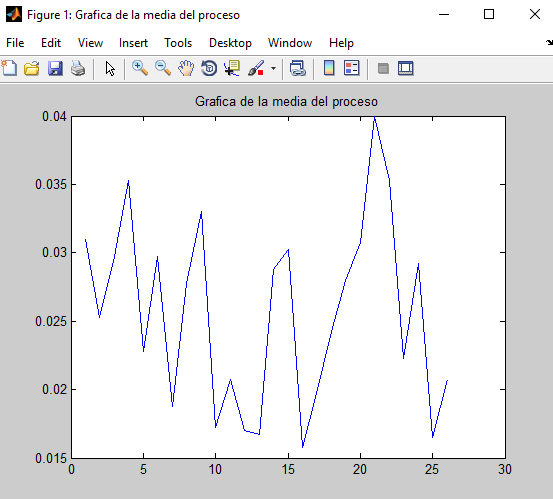 Figure 1: Grafica de la media del proceso
File Edit View Insert Tools Desktop Window Help
Grafica de la media del proceso
0.04
0.035
0.03
0.025
0.02
0.015
0 5 10 15 20 25 30